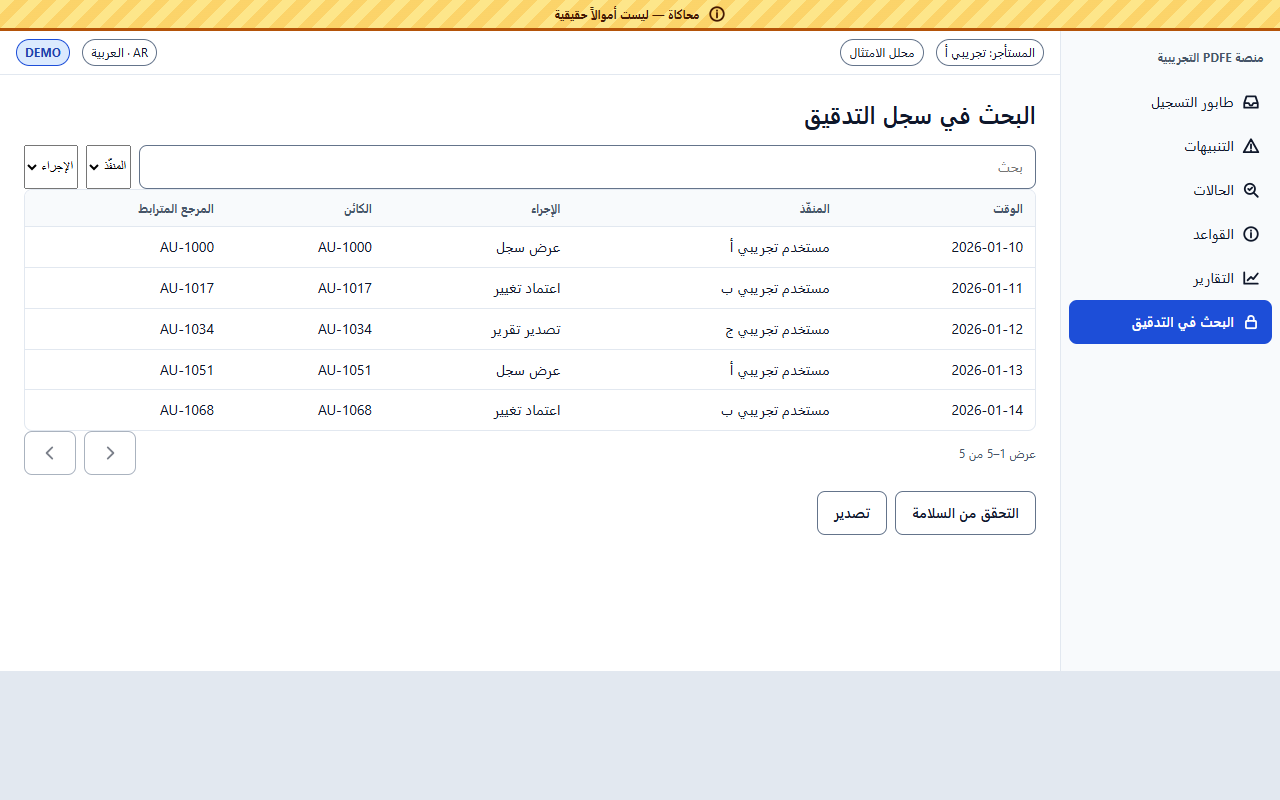 محاكاة — ليست أموالاً حقيقية
منصة PDFE التجريبية
طابور التسجيل
التنبيهات
الحالات
القواعد
التقارير
البحث في التدقيق
المستأجر: تجريبي أ
محلل الامتثال
AR · العربية
DEMO
البحث في سجل التدقيق
بحث
المنفّذ
الإجراء
الوقت المنفّذ الإجراء الكائن المرجع المترابط
2026-01-10 مستخدم تجريبي أ عرض سجل AU-1000 AU-1000
2026-01-11 مستخدم تجريبي ب اعتماد تغيير AU-1017 AU-1017
2026-01-12 مستخدم تجريبي ج تصدير تقرير AU-1034 AU-1034
2026-01-13 مستخدم تجريبي أ عرض سجل AU-1051 AU-1051
2026-01-14 مستخدم تجريبي ب اعتماد تغيير AU-1068 AU-1068
عرض 1–5 من 5
التحقق من السلامة
تصدير